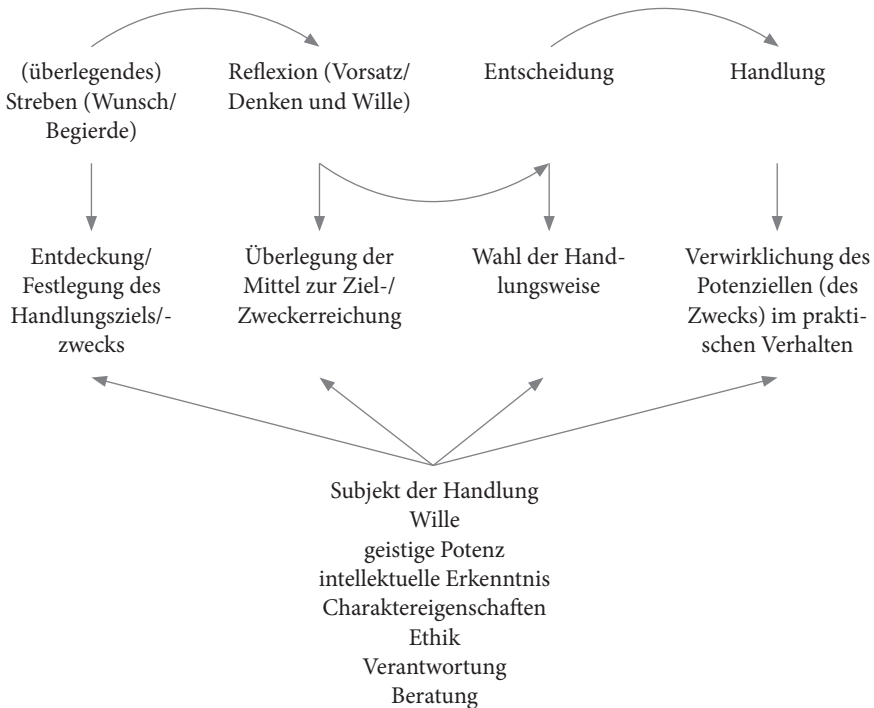 (überlegendes)
Streben (Wunsch/
Begierde)
Reflexion (Vorsatz/
Denken und Wille)
Entscheidung
Handlung
Entdeckung/
Festlegung des
Handlungsziels/-
zwecks
Überlegung der
Mittel zur Ziel-/
Zweckerreichung
Wahl der Hand-
lungsweise
Verwirklichung des
Potenziellen (des
Zwecks) im prakti-
schen Verhalten
Subjekt der Handlung
Wille
geistige Potenz
intellektuelle Erkenntnis
Charaktereigenschaften
Ethik
Verantwortung
Beratung